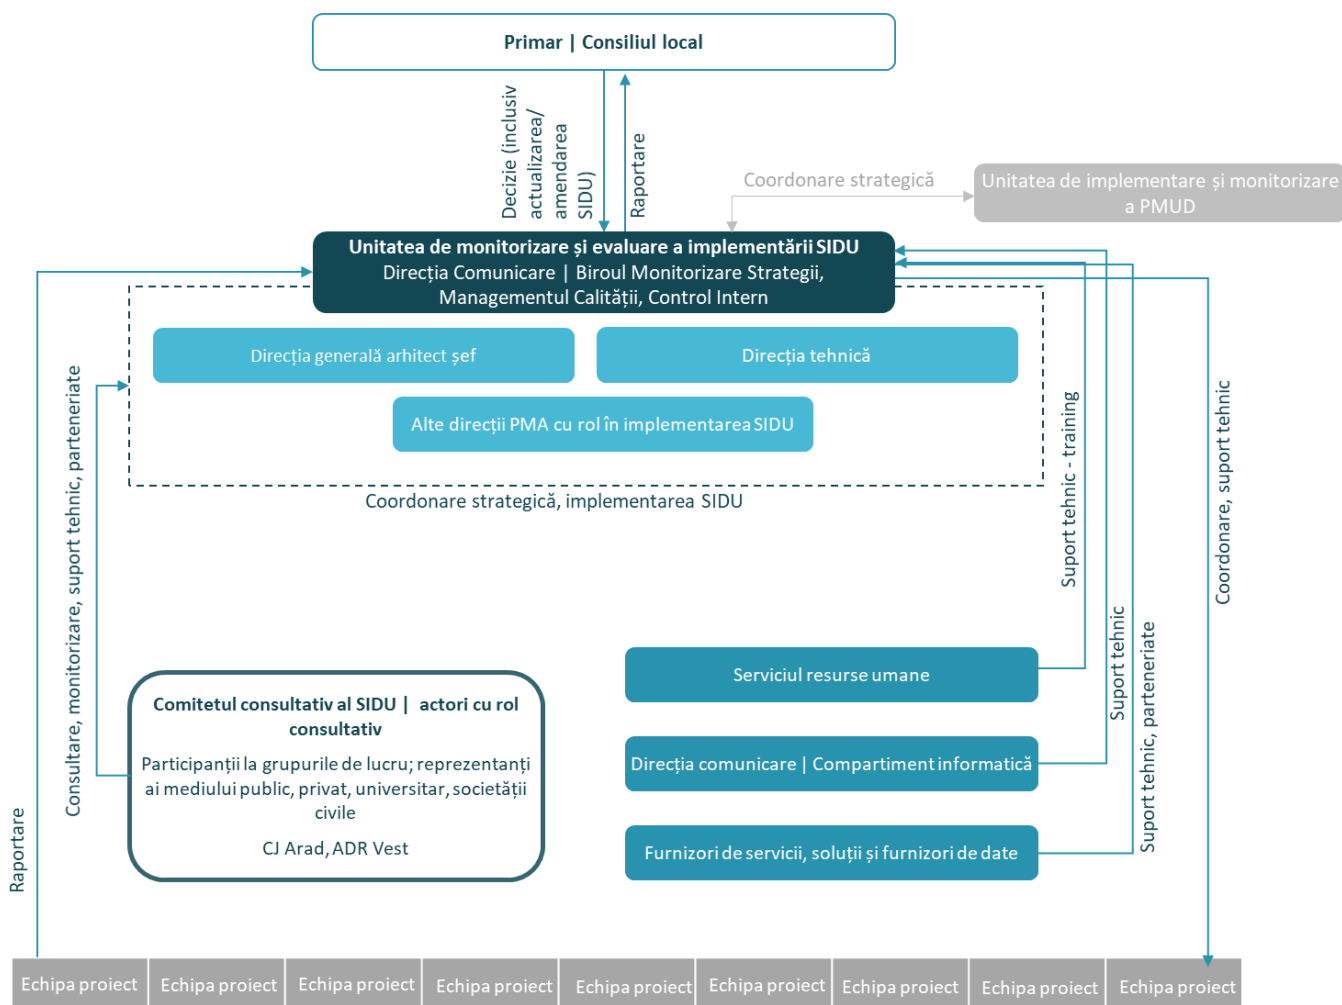 Primar | Consiliul local
Decizie (inclusiv
actualizarea/
amendarea
SIDU)
Raportare
Coordonare strategică
Unitatea de implementare și monitorizare
a PMUD
Unitatea de monitorizare și evaluare a implementării SIDU
Direcția Comunicare | Biroul Monitorizare Strategii,
Managementul Calității, Control Intern
Direcția generală arhitect șef
Direcția tehnică
Alte direcții PMA cu rol în implementarea SIDU
Coordonare strategică, implementarea SIDU
Raportare
Consultare, monitorizare, suport tehnic, parteneriate
Suport tehnic - training
Suport tehnic
Suport tehnic, parteneriate
Coordonare, suport tehnic
Comitetul consultativ al SIDU | actori cu rol
consultativ
Participanții la grupurile de lucru; reprezentanți
ai mediului public, privat, universitar, societății
civile
CJ Arad, ADR Vest
Serviciul resurse umane
Direcția comunicare | Compartiment informatică
Furnizori de servicii, soluții și furnizori de date
Echipa proiect
Echipa proiect
Echipa proiect
Echipa proiect
Echipa proiect
Echipa proiect
Echipa proiect
Echipa proiect
Echipa proiect